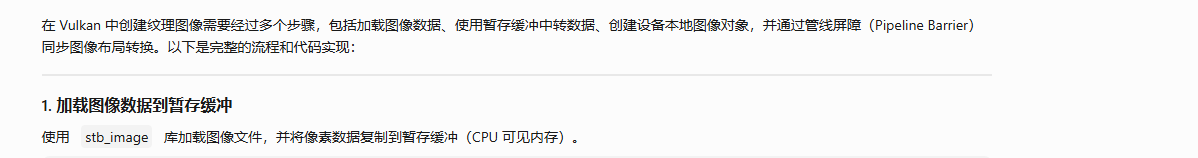 在 Vulkan 中创建纹理图像需要经过多个步骤，包括加载图像数据、使用暂存缓冲中转数据、创建设备本地图像对象，并通过管线屏障（Pipeline Barrier）
同步图像布局转换。以下是完整的流程和代码实现：
1. 加载图像数据到暂存缓冲
使用 stb_image 库加载图像文件，并将像素数据复制到暂存缓冲（CPU 可见内存）。